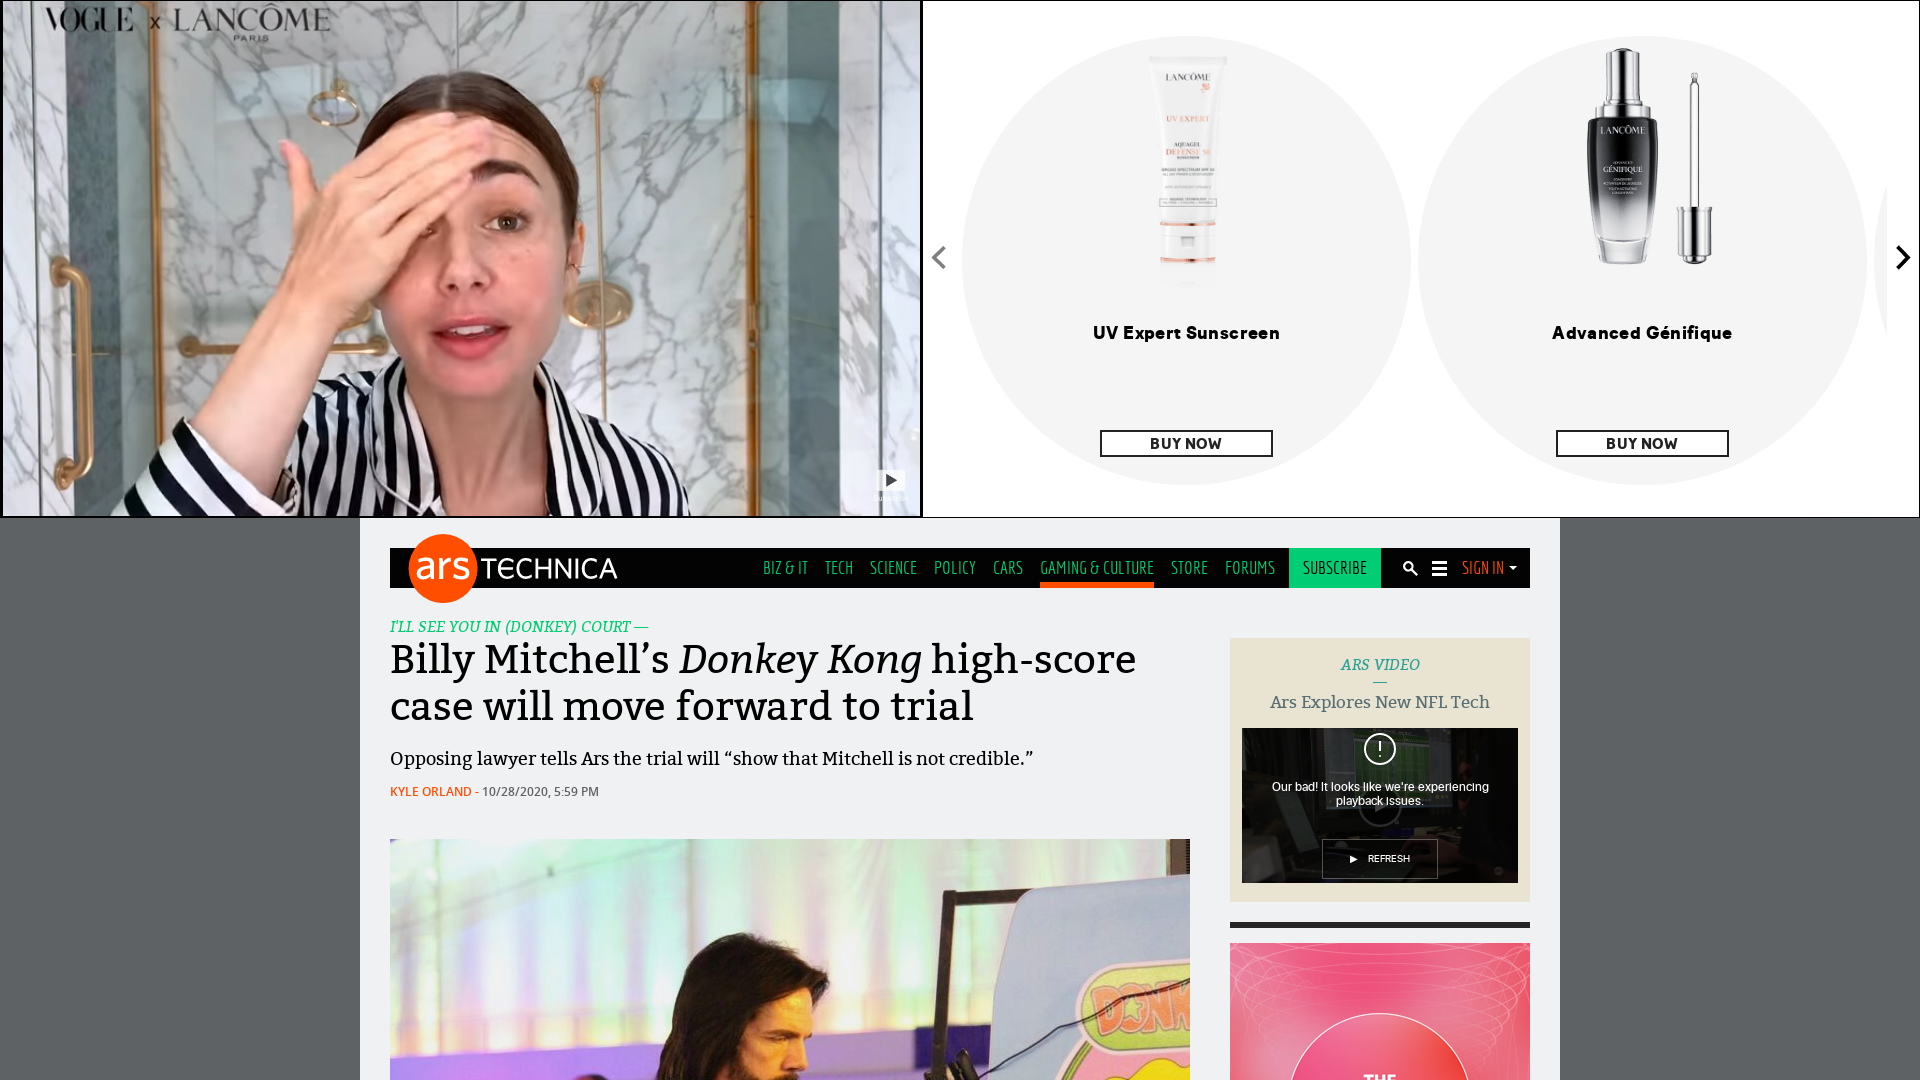 VOGUE x LANCÔME
PARIS
LANCÔME
UV EXPERT
AQUAGEL
DEFENSE 50
SUNSCREEN
UV Expert Sunscreen
BUY NOW
LANCÔME
ADVANCED
GÉNIFIQUE
Advanced Génifique
BUY NOW
ars TECHNICA
BIZ & IT TECH SCIENCE POLICY CARS GAMING & CULTURE STORE FORUMS SUBSCRIBE SIGN IN
I'LL SEE YOU IN (DONKEY) COURT —
Billy Mitchell’s Donkey Kong high-score
case will move forward to trial
Opposing lawyer tells Ars the trial will “show that Mitchell is not credible.”
KYLE ORLAND - 10/28/2020, 5:59 PM
ARS VIDEO
Ars Explores New NFL Tech
Our bad! It looks like we're experiencing
playback issues.
REFRESH
DONK
THE